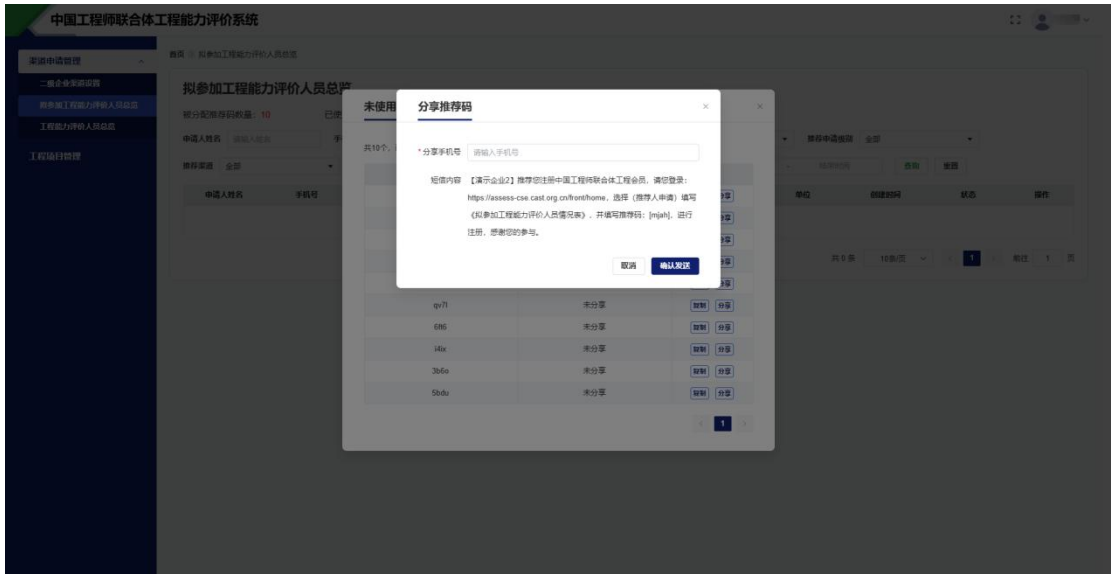 中国工程师联合体工程能力评价系统
渠道申请管理
二级企业渠道设置
拟参加工程能力评价人员总览
工程能力评价人员总览
工程项目管理
首页
拟参加工程能力评价人员总览
拟参加工程能力评价人员总览
被分配推荐码数量: 10
申请人姓名 请输入姓名
推荐渠道 全部
推荐申请级别 全部
结束时间 查询 重置
申请人姓名 手机号 单位 创建时间 状态 操作
共 0 条 10条/页 1 前往 1 页
未使用
共10个,
分享推荐码
*分享手机号 请输入手机号
短信内容 【演示企业2】推荐您注册中国工程师联合体工程会员，请您登录：
https://assess-cse.cast.org.cn/front/home，选择（推荐人申请）填写
《拟参加工程能力评价人员情况表》，并填写推荐码：[mjah]，进行
注册，感谢您的参与。
取消 确认发送
qv7l 未分享 复制 分享
6ft6 未分享 复制 分享
i4ie 未分享 复制 分享
3b6o 未分享 复制 分享
5bdu 未分享 复制 分享
1